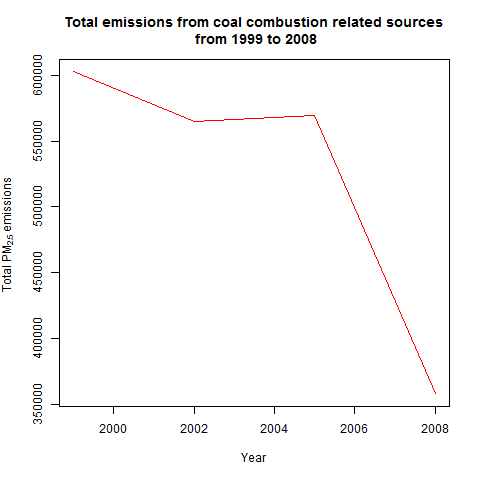 Total emissions from coal combustion related sources
from 1999 to 2008
600000
550000
500000
450000
400000
350000
Total PM2.5 emissions
2000 2002 2004 2006 2008
Year